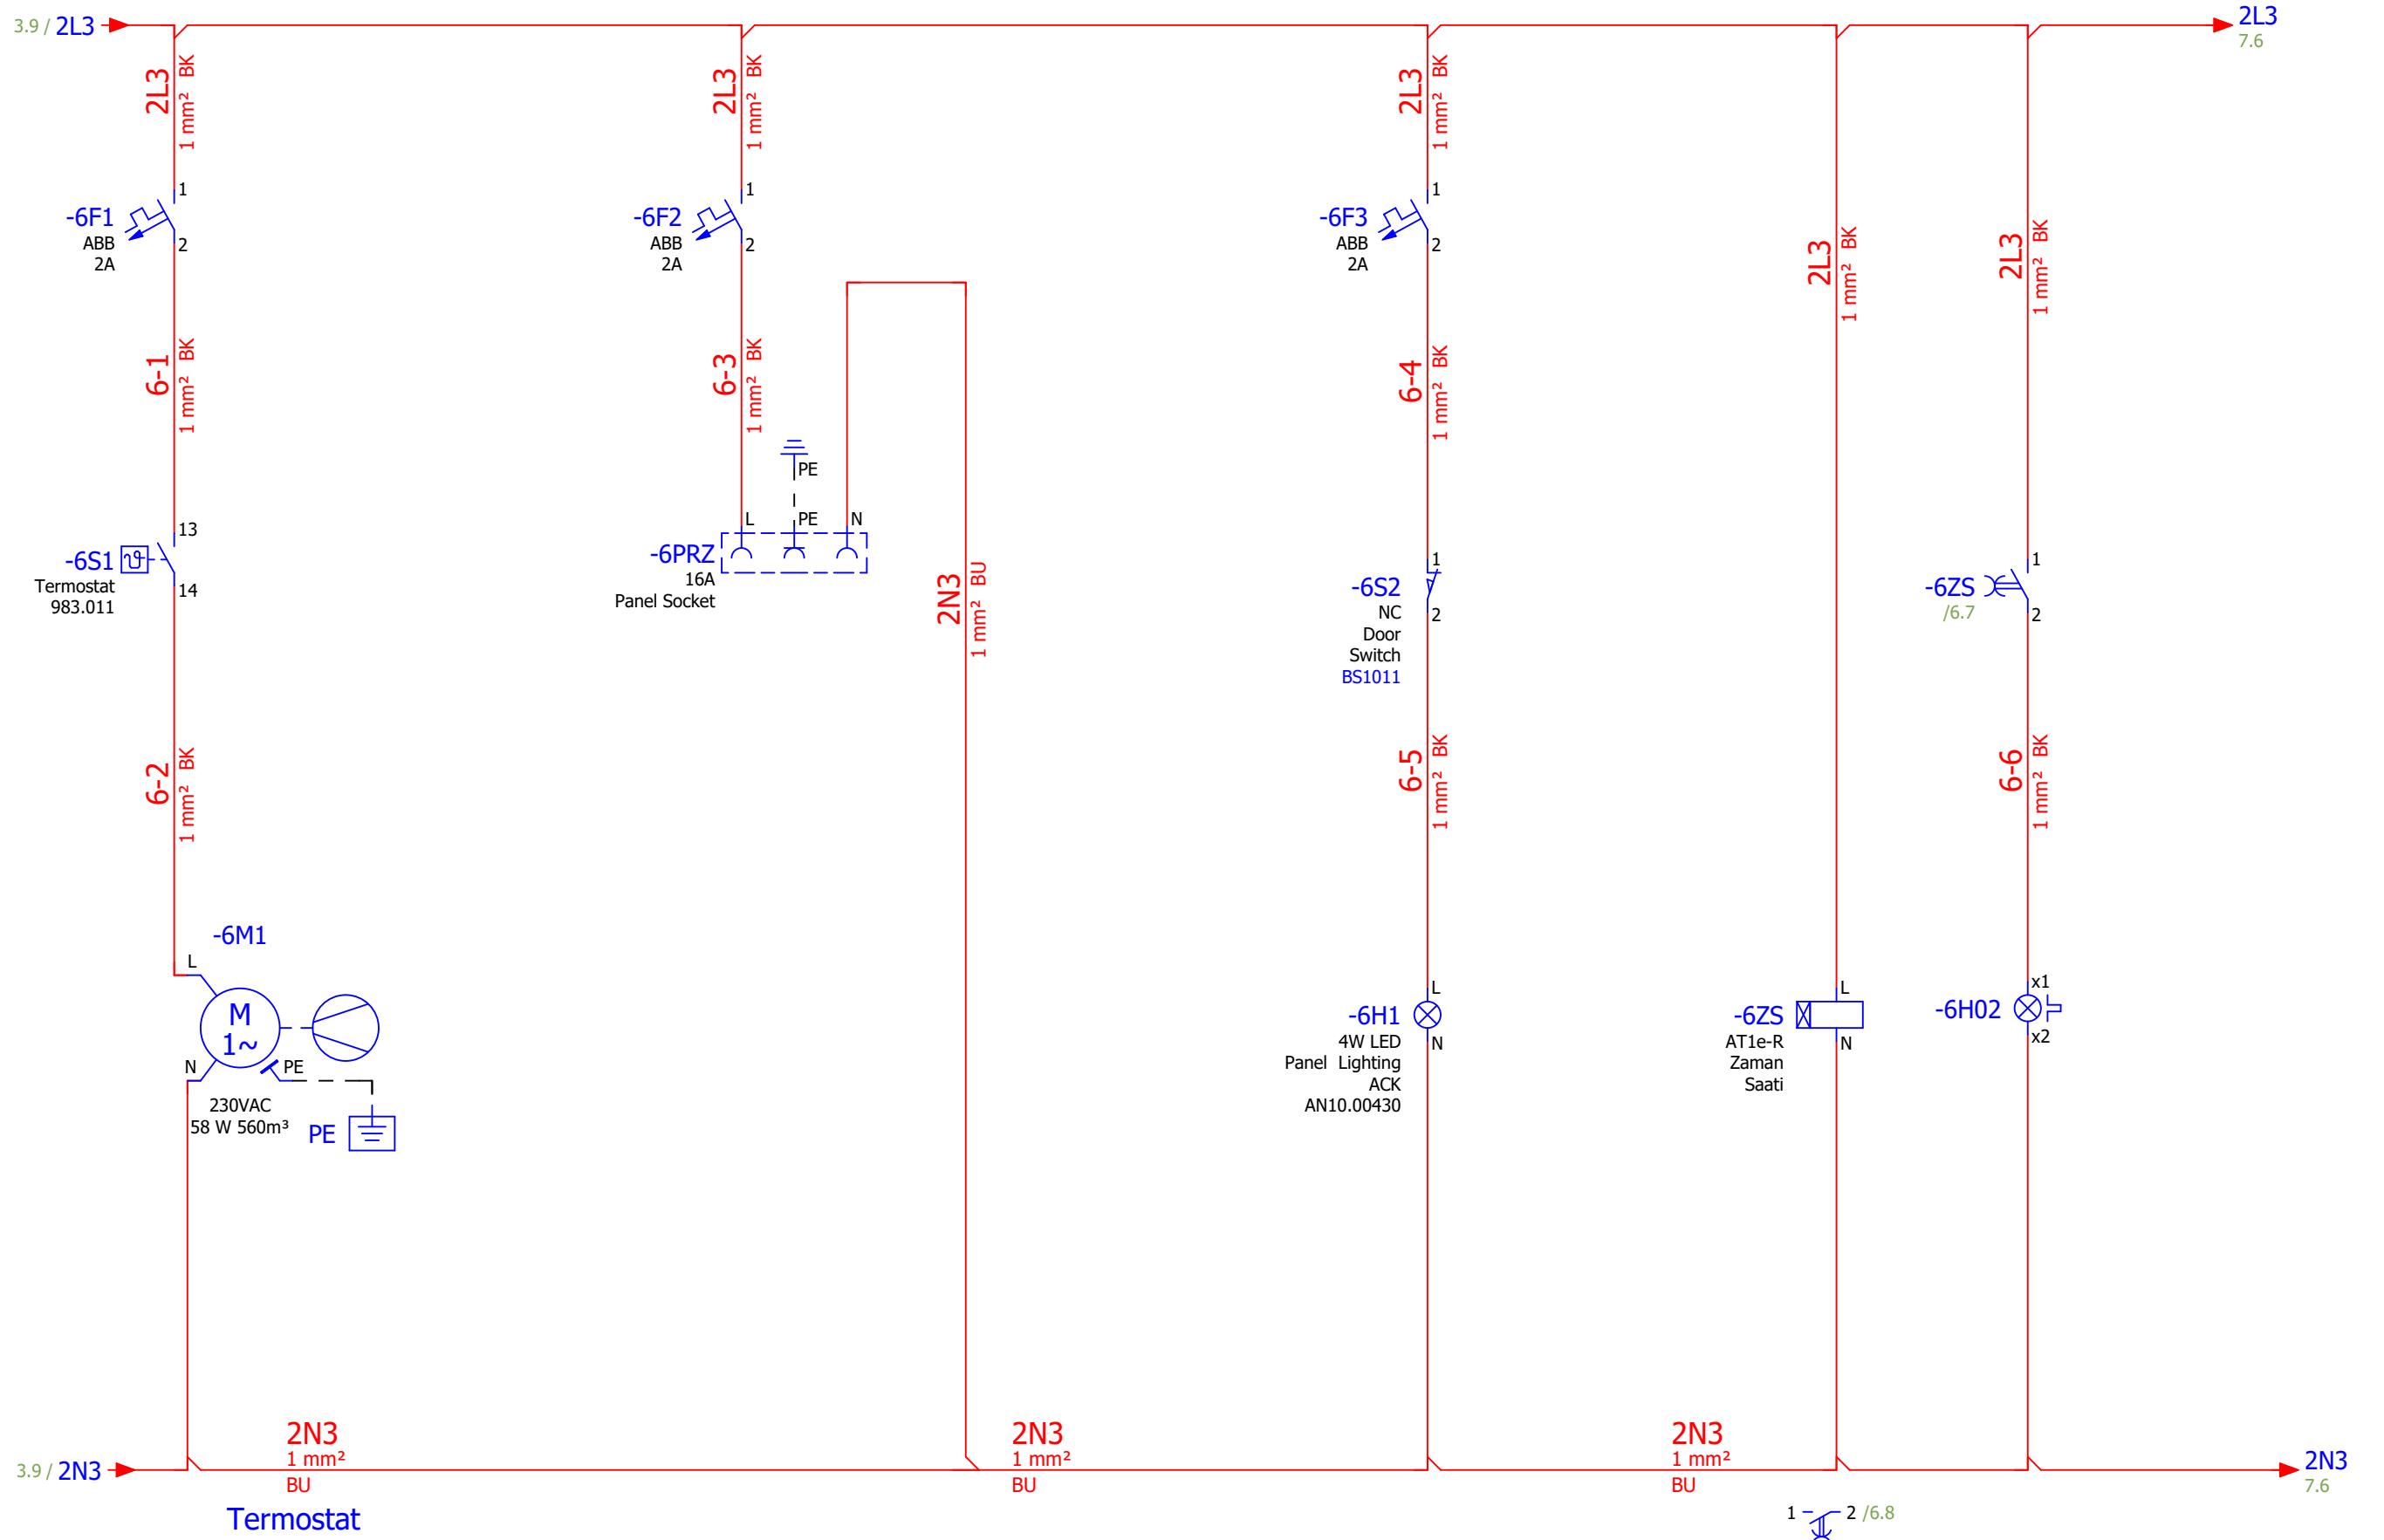 3.9 / 2L3
2L3
7.6
2L3
1 mm² BK
2L3
1 mm² BK
2L3
1 mm² BK
2L3
1 mm² BK
2L3
1 mm² BK
1
-6F1
ABB
2A
2
1
-6F2
ABB
2A
2
1
-6F3
ABB
2A
2
6-1
1 mm² BK
6-3
1 mm² BK
6-4
1 mm² BK
13
-6S1
Termostat
983.011
14
PE
L
PE
N
-6PRZ
16A
Panel Socket
2N3
1 mm² BU
1
-6S2
NC
Door
Switch
BS1011
2
1
-6ZS
/6.7
2
6-2
1 mm² BK
6-5
1 mm² BK
6-6
1 mm² BK
-6M1
L
M
1~
N
PE
230VAC
58 W 560m³
PE
L
-6H1
4W LED
Panel Lighting
ACK
AN10.00430
N
L
-6ZS
AT1e-R
Zaman
Saati
N
x1
-6H02
x2
3.9 / 2N3
2N3
1 mm²
BU
2N3
1 mm²
BU
2N3
1 mm²
BU
2N3
7.6
Termostat
1
2 /6.8